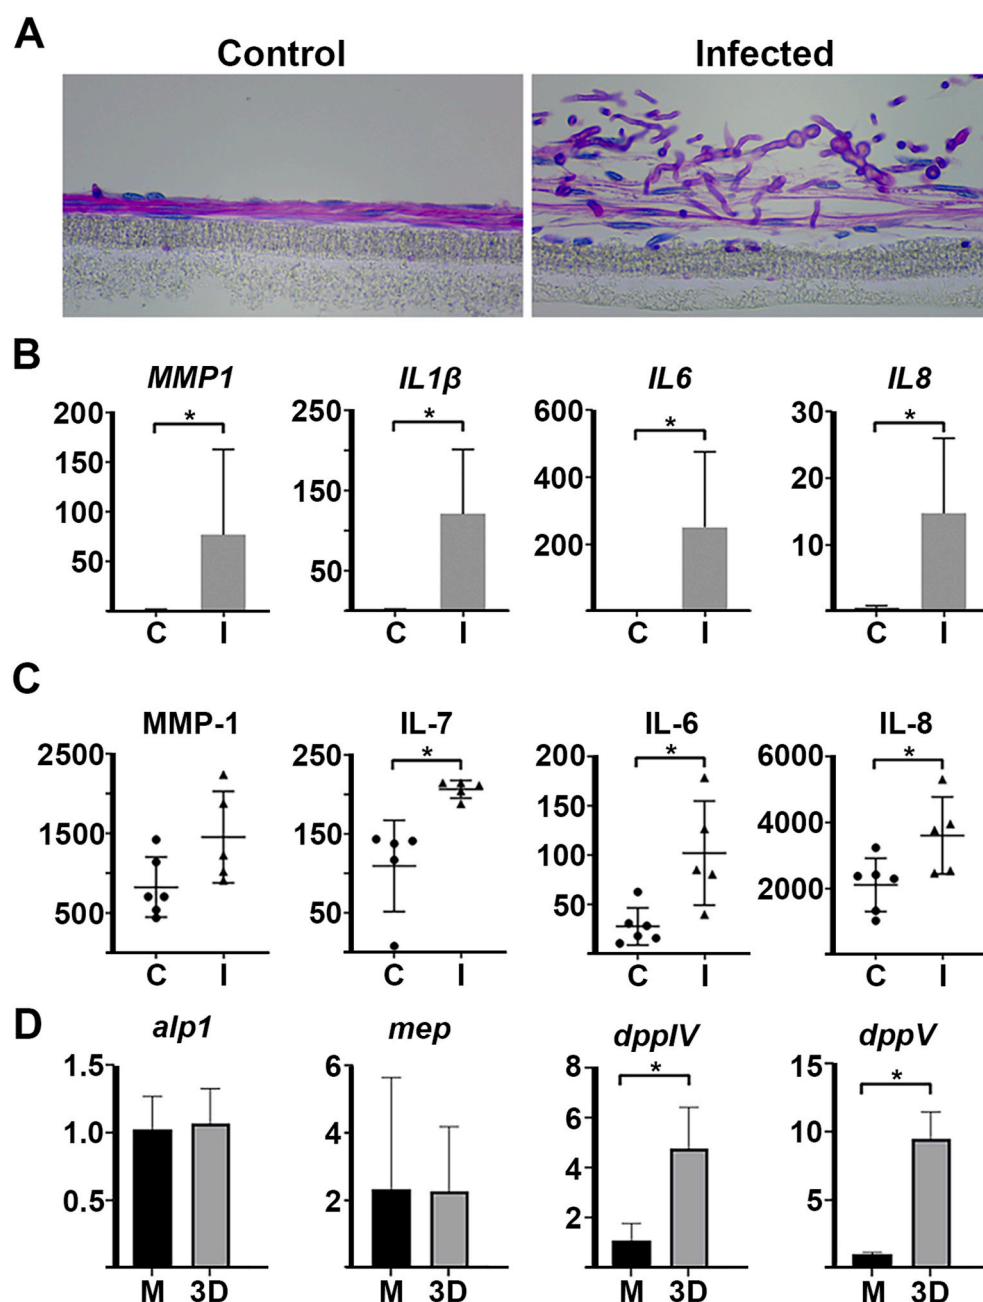 A
Control Infected
B
MMP1 IL1β IL6 IL8
200 250 600 30
* * * *
150 150 400 20
100 50 200 10
50
C I C I C I C I
C
MMP-1 IL-7 IL-6 IL-8
2500 250 200 6000
* * *
1500 150 150 4000
500 50 100 2000
50
C I C I C I C I
D
alp1 mep dppIV dppV
1.5 6 8 15
* *
1.0 4 6 10
0.5 2 4 5
2
M 3D M 3D M 3D M 3D